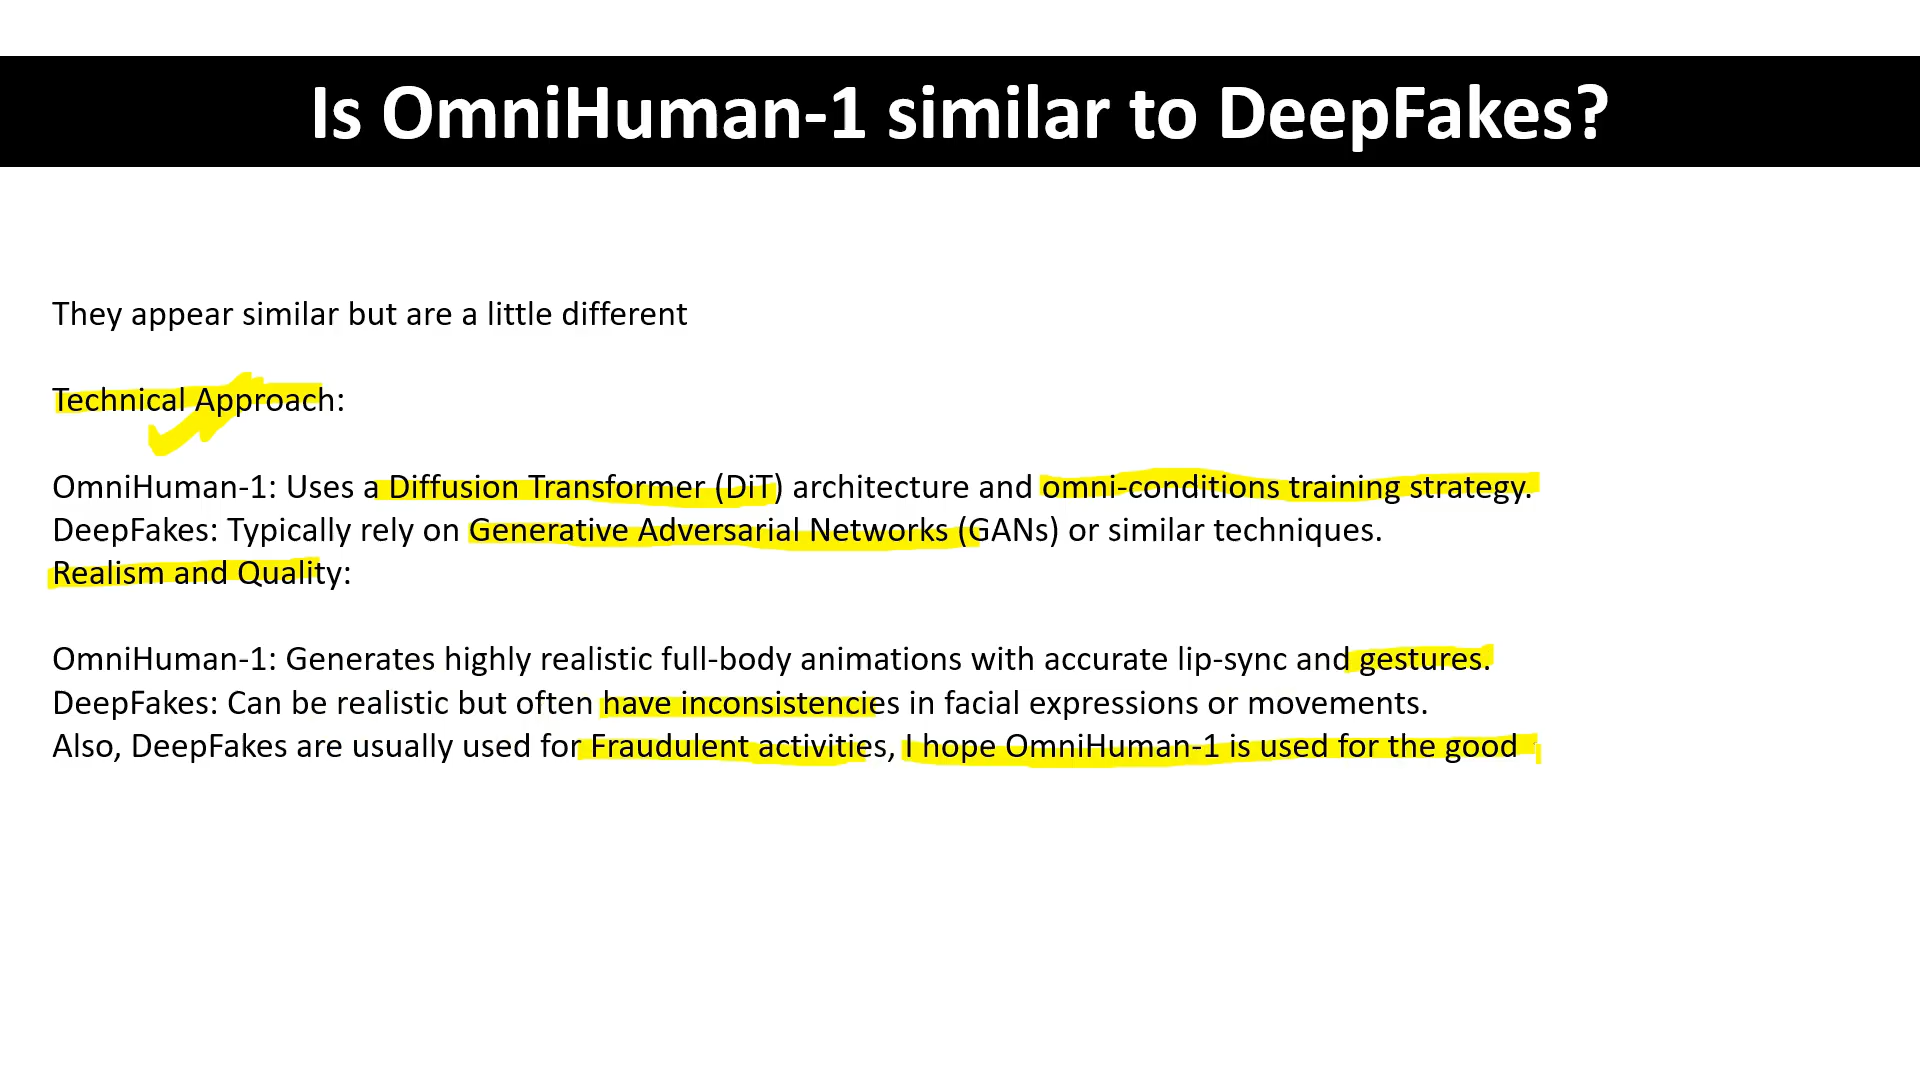 Is OmniHuman-1 similar to DeepFakes?
They appear similar but are a little different
Technical Approach:
OmniHuman-1: Uses a Diffusion Transformer (DiT) architecture and omni-conditions training strategy.
DeepFakes: Typically rely on Generative Adversarial Networks (GANs) or similar techniques.
Realism and Quality:
OmniHuman-1: Generates highly realistic full-body animations with accurate lip-sync and gestures.
DeepFakes: Can be realistic but often have inconsistencies in facial expressions or movements.
Also, DeepFakes are usually used for Fraudulent activities, I hope OmniHuman-1 is used for the good